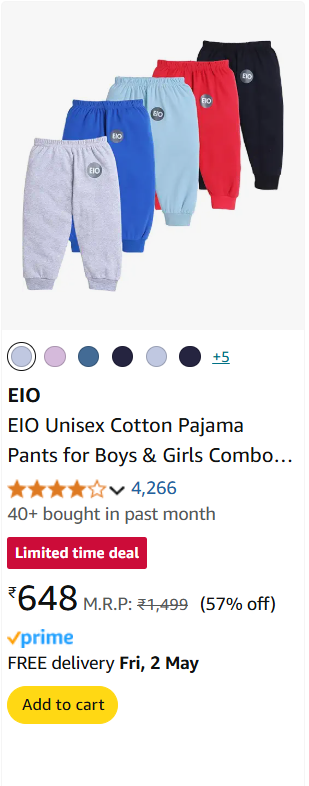 EIO
EIO
EIO
EIO
EIO
+5
EIO
EIO Unisex Cotton Pajama
Pants for Boys & Girls Combo...
4,266
40+ bought in past month
Limited time deal
₹648 M.R.P: ₹1,499 (57% off)
prime
FREE delivery Fri, 2 May
Add to cart